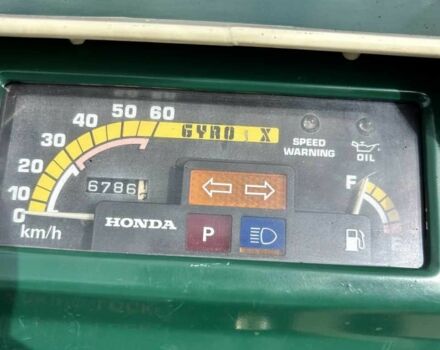 0
10
20
30
40
50
60
GYRO X
SPEED
WARNING
OIL
6786
km/h
HONDA
P
F